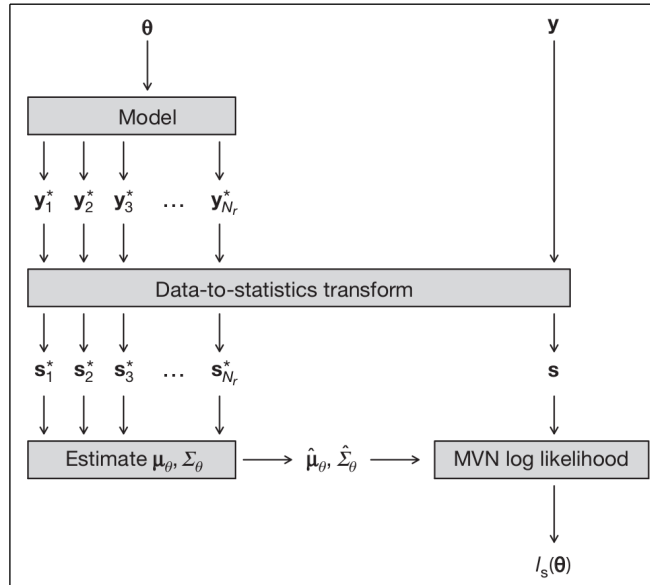 θ y
Model
y*₁ y*₂ y*₃ ... y*Nᵣ
Data-to-statistics transform
s*₁ s*₂ s*₃ ... s*Nᵣ s
Estimate μθ, Σθ μ̂θ, Σ̂θ MVN log likelihood
lₛ(θ)